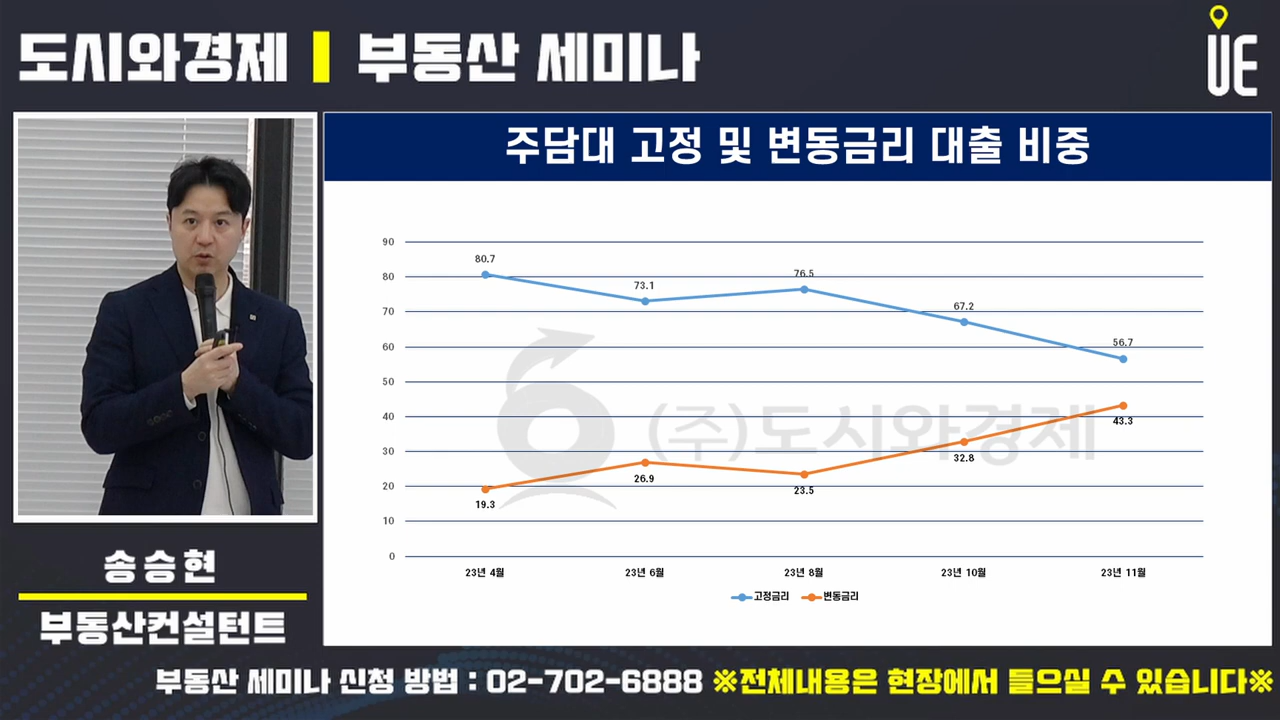 도시와경제 | 부동산 세미나
UE
주담대 고정 및 변동금리 대출 비중
90
80
70
60
50
40
30
20
10
0
80.7
73.1
76.5
67.2
56.7
19.3
26.9
23.5
32.8
43.3
(주)도시와경제
23년 4월
23년 6월
23년 8월
23년 10월
23년 11월
고정금리 변동금리
송승현
부동산컨설턴트
부동산 세미나 신청 방법 : 02-702-6888 ※전체내용은 현장에서 들으실 수 있습니다※